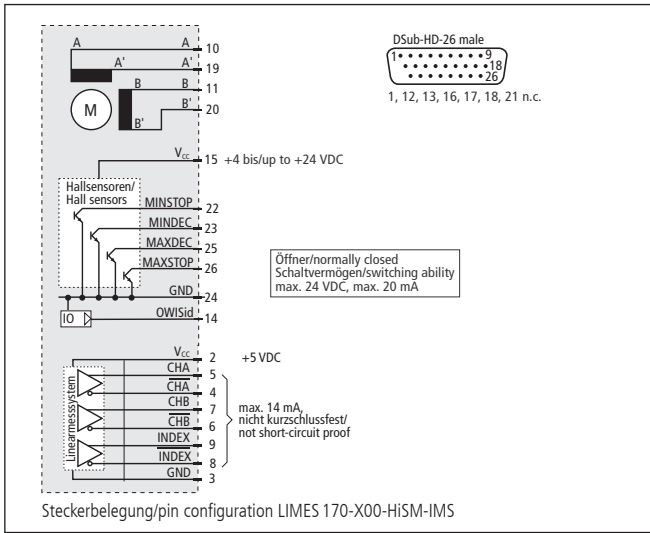 A A 10
A' A' 19
B B 11
M
B' B' 20
DSub-HD-26 male
1 9
18
26
1, 12, 13, 16, 17, 18, 21 n.c.
Vcc 15 +4 bis/up to +24 VDC
Hallsensoren/
Hall sensors
MINSTOP 22
MINDEC 23
MAXDEC 25
MAXSTOP 26
GND 24
IO OWISid 14
Öffner/normally closed
Schaltvermögen/switching ability
max. 24 VDC, max. 20 mA
Linearmesssystem
Vcc 2 +5 VDC
CHA 5
C̅H̅A̅ 4
CHB 7
C̅H̅B̅ 6
INDEX 9
I̅N̅D̅E̅X̅ 8
GND 3
max. 14 mA,
nicht kurzschlussfest/
not short-circuit proof
Steckerbelegung/pin configuration LIMES 170-X00-HiSM-IMS